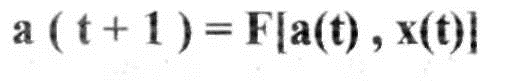 a ( t + 1 ) = F[a(t) , x(t)]